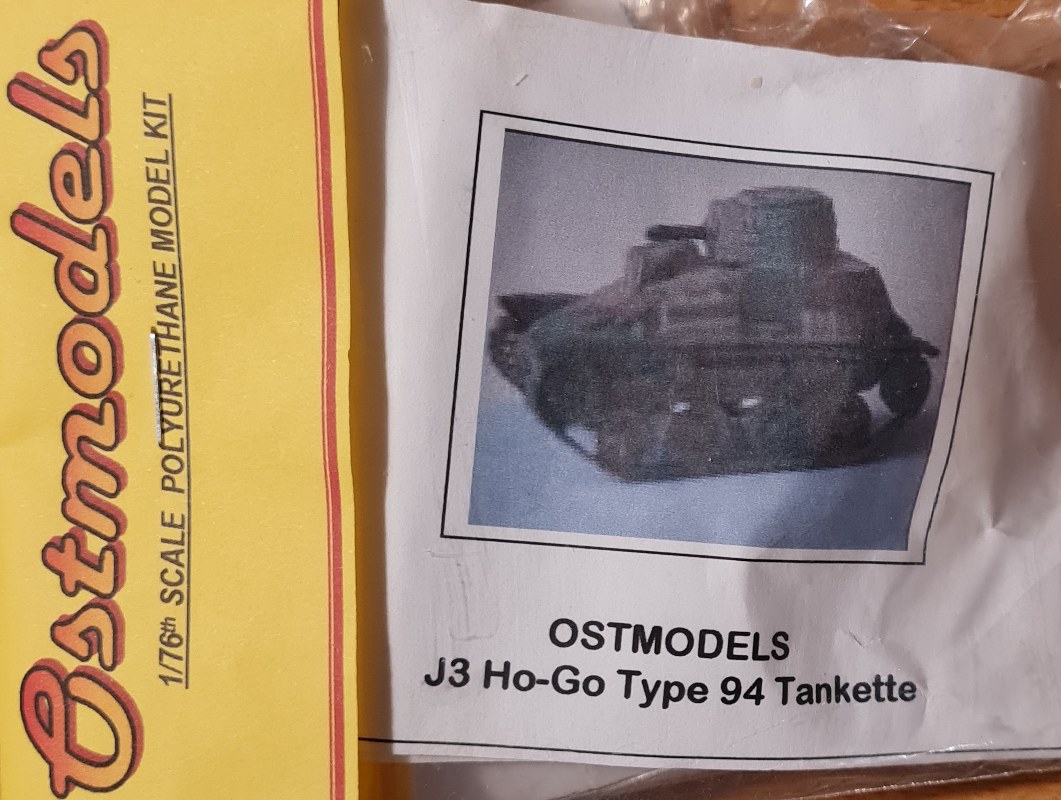 Ostmodels
1/76th SCALE POLYURETHANE MODEL KIT
OSTMODELS
J3 Ho-Go Type 94 Tankette